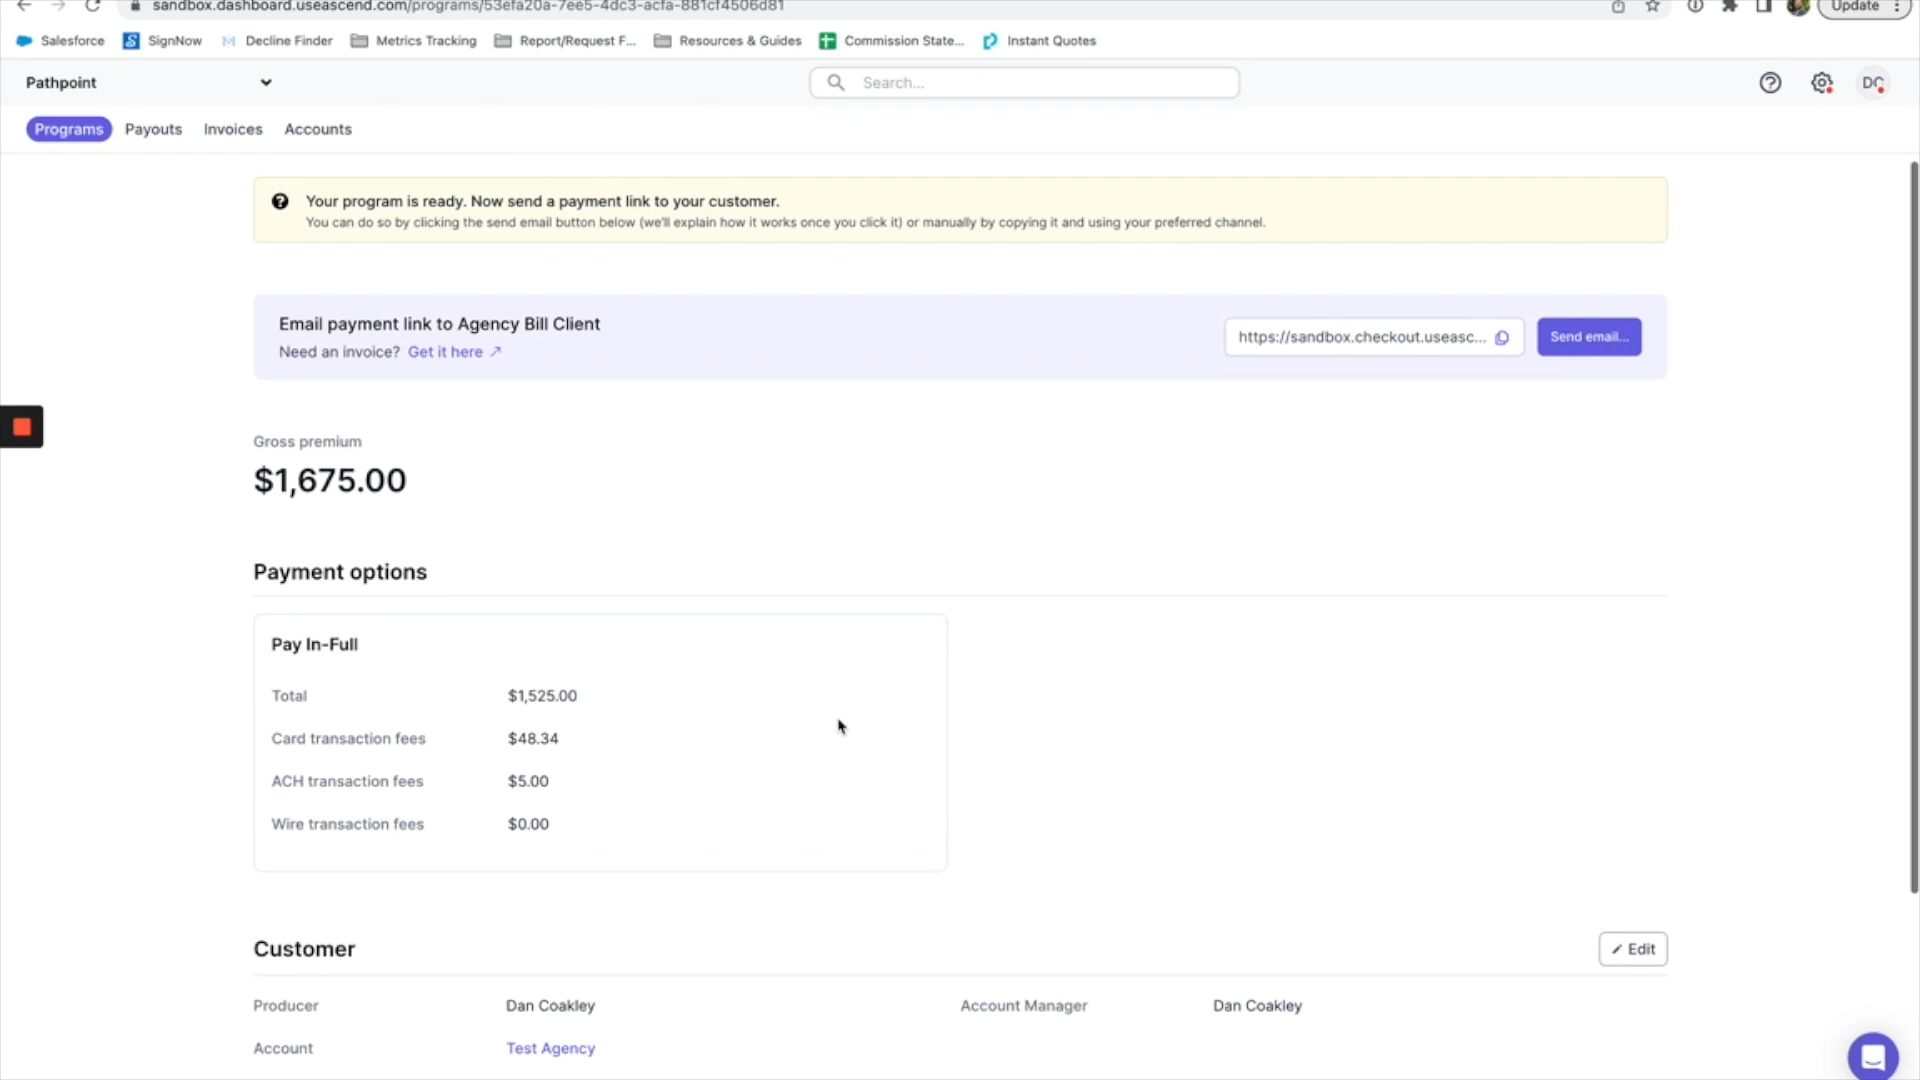 sandbox.dashboard.useascend.com/programs/53efa20a-7ee5-4dc3-acfa-881cf4506d81
Update
Salesforce
SignNow
Decline Finder
Metrics Tracking
Report/Request F...
Resources & Guides
Commission State...
Instant Quotes
Pathpoint
Search...
DC
Programs
Payouts
Invoices
Accounts
Your program is ready. Now send a payment link to your customer.
You can do so by clicking the send email button below (we'll explain how it works once you click it) or manually by copying it and using your preferred channel.
Email payment link to Agency Bill Client
Need an invoice? Get it here ↗
https://sandbox.checkout.useasc...
Send email...
Gross premium
$1,675.00
Payment options
Pay In-Full
Total $1,525.00
Card transaction fees $48.34
ACH transaction fees $5.00
Wire transaction fees $0.00
Customer
Edit
Producer Dan Coakley
Account Manager Dan Coakley
Account Test Agency